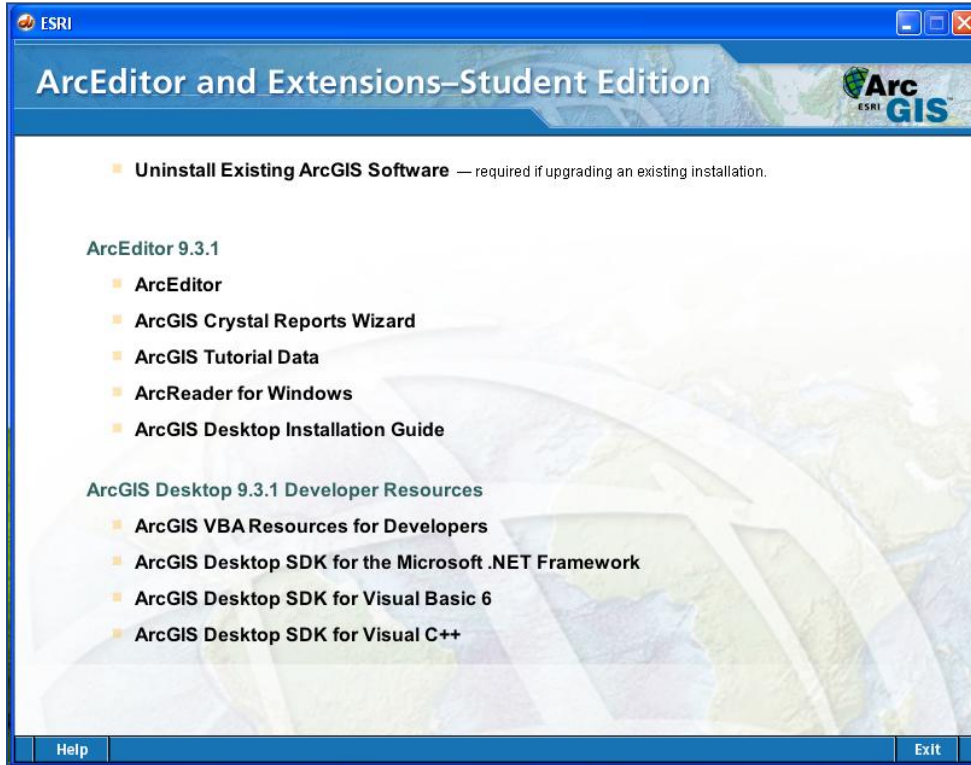 ESRI
ArcEditor and Extensions–Student Edition
Arc
ESRI GIS™
Uninstall Existing ArcGIS Software — required if upgrading an existing installation.
ArcEditor 9.3.1
ArcEditor
ArcGIS Crystal Reports Wizard
ArcGIS Tutorial Data
ArcReader for Windows
ArcGIS Desktop Installation Guide
ArcGIS Desktop 9.3.1 Developer Resources
ArcGIS VBA Resources for Developers
ArcGIS Desktop SDK for the Microsoft .NET Framework
ArcGIS Desktop SDK for Visual Basic 6
ArcGIS Desktop SDK for Visual C++
Help Exit